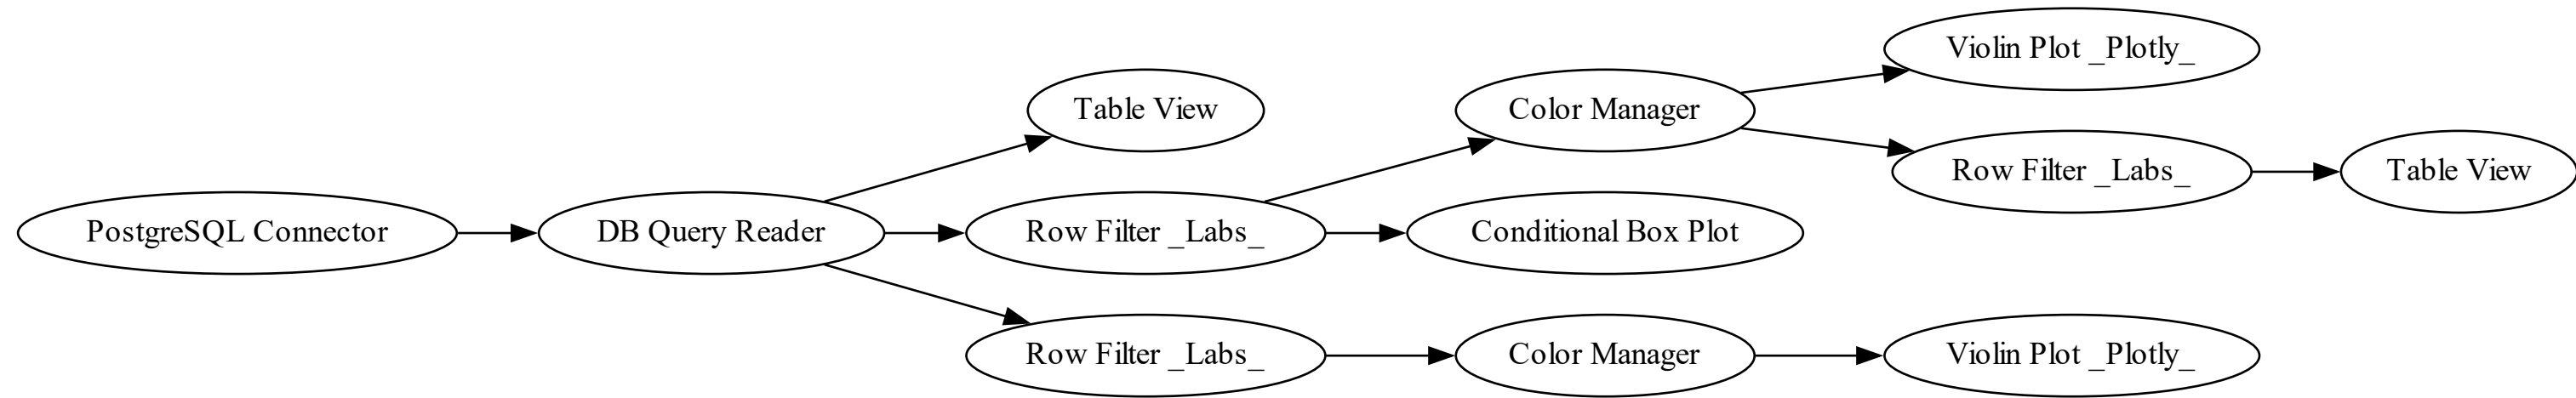 Violin Plot _Plotly_
Table View
Color Manager
Row Filter _Labs_
Table View
PostgreSQL Connector
DB Query Reader
Row Filter _Labs_
Conditional Box Plot
Row Filter _Labs_
Color Manager
Violin Plot _Plotly_